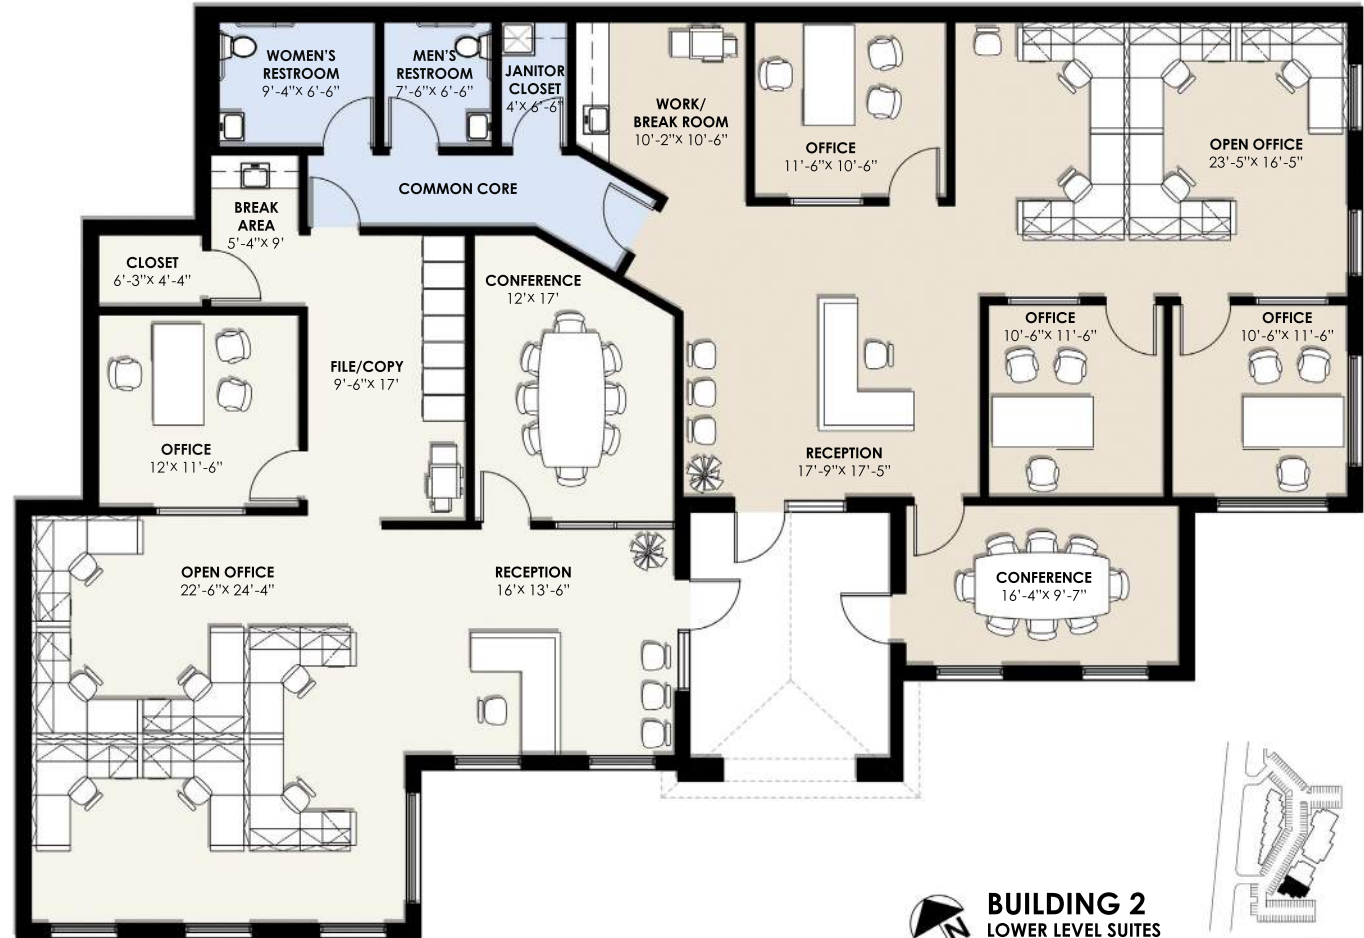 WOMEN'S
RESTROOM
9'-4"x 6'-6"
MEN'S
RESTROOM
7'-6"x 6'-6"
JANITOR
CLOSET
4'x 6'-6"
WORK/
BREAK ROOM
10'-2"x 10'-6"
OFFICE
11'-6"x 10'-6"
OPEN OFFICE
23'-5"x 16'-5"
COMMON CORE
BREAK
AREA
5'-4"x 9'
CLOSET
6'-3"x 4'-4"
CONFERENCE
12'x 17'
OFFICE
10'-6"x 11'-6"
OFFICE
10'-6"x 11'-6"
FILE/COPY
9'-6"x 17'
OFFICE
12'x 11'-6"
RECEPTION
17'-9"x 17'-5"
OPEN OFFICE
22'-6"x 24'-4"
RECEPTION
16'x 13'-6"
CONFERENCE
16'-4"x 9'-7"
N
BUILDING 2
LOWER LEVEL SUITES